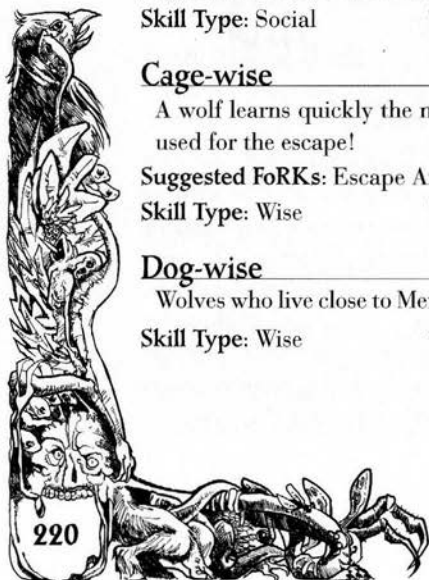 Skill Type: Social
Cage-wise
A wolf learns quickly the
used for the escape!
Suggested FoRKs: Escape
Skill Type: Wise
Dog-wise
Wolves who live close to
Skill Type: Wise
220